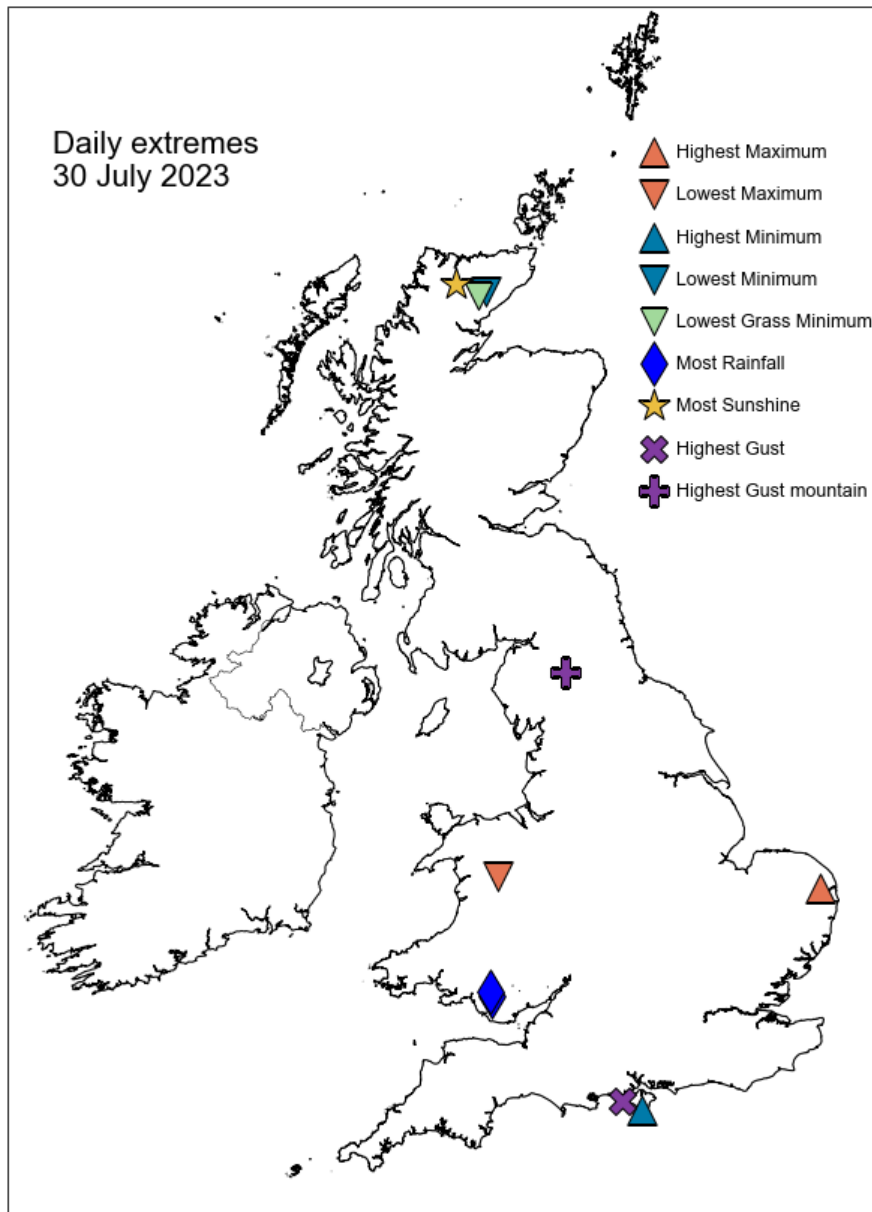 Daily extremes
30 July 2023
Highest Maximum
Lowest Maximum
Highest Minimum
Lowest Minimum
Lowest Grass Minimum
Most Rainfall
Most Sunshine
Highest Gust
Highest Gust mountain